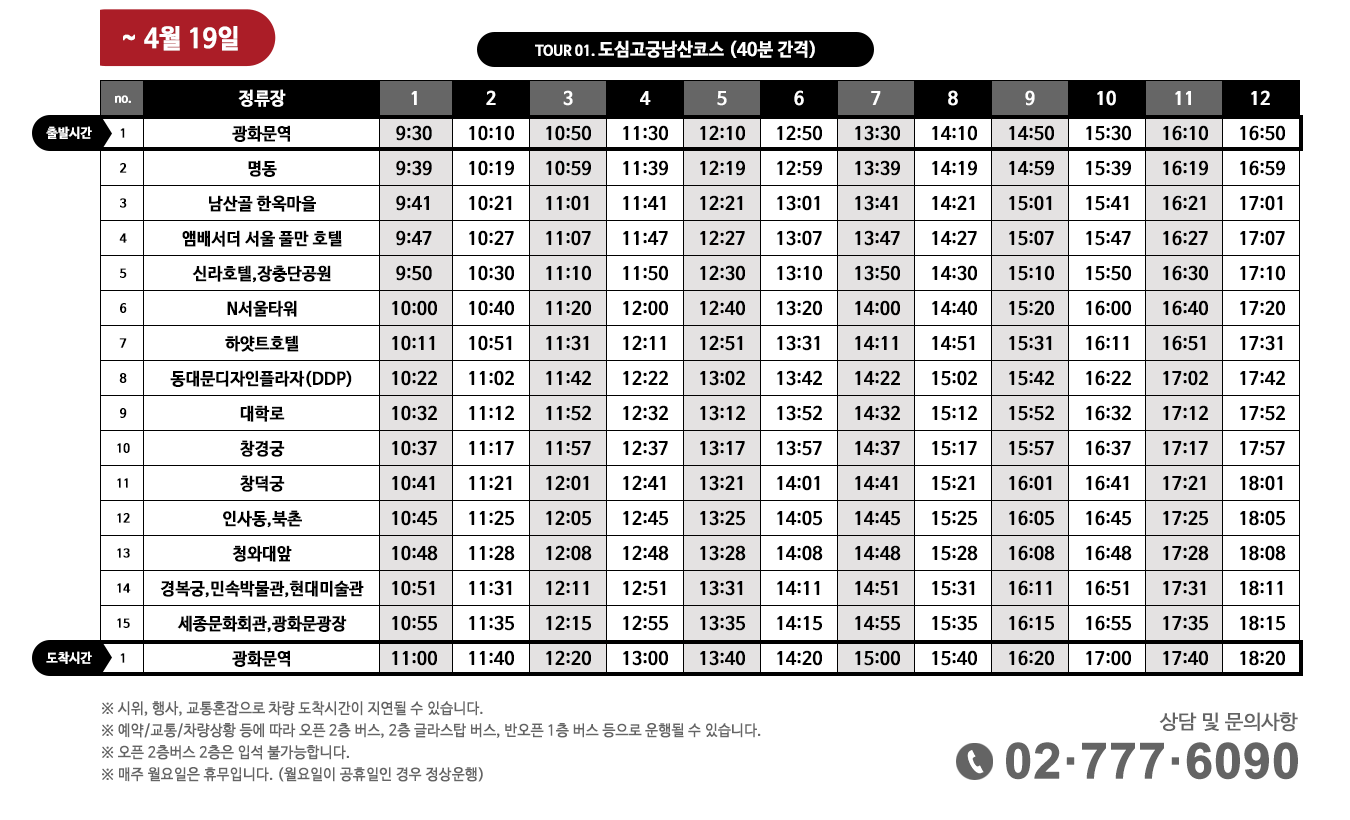 ~ 4월 19일
TOUR 01. 도심고궁남산코스 (40분 간격)
no. 정류장 1 2 3 4 5 6 7 8 9 10 11 12
출발시간 1 광화문역 9:30 10:10 10:50 11:30 12:10 12:50 13:30 14:10 14:50 15:30 16:10 16:50
2 명동 9:39 10:19 10:59 11:39 12:19 12:59 13:39 14:19 14:59 15:39 16:19 16:59
3 남산골 한옥마을 9:41 10:21 11:01 11:41 12:21 13:01 13:41 14:21 15:01 15:41 16:21 17:01
4 앰배서더 서울 풀만 호텔 9:47 10:27 11:07 11:47 12:27 13:07 13:47 14:27 15:07 15:47 16:27 17:07
5 신라호텔,장충단공원 9:50 10:30 11:10 11:50 12:30 13:10 13:50 14:30 15:10 15:50 16:30 17:10
6 N서울타워 10:00 10:40 11:20 12:00 12:40 13:20 14:00 14:40 15:20 16:00 16:40 17:20
7 하얏트호텔 10:11 10:51 11:31 12:11 12:51 13:31 14:11 14:51 15:31 16:11 16:51 17:31
8 동대문디자인플라자(DDP) 10:22 11:02 11:42 12:22 13:02 13:42 14:22 15:02 15:42 16:22 17:02 17:42
9 대학로 10:32 11:12 11:52 12:32 13:12 13:52 14:32 15:12 15:52 16:32 17:12 17:52
10 창경궁 10:37 11:17 11:57 12:37 13:17 13:57 14:37 15:17 15:57 16:37 17:17 17:57
11 창덕궁 10:41 11:21 12:01 12:41 13:21 14:01 14:41 15:21 16:01 16:41 17:21 18:01
12 인사동,북촌 10:45 11:25 12:05 12:45 13:25 14:05 14:45 15:25 16:05 16:45 17:25 18:05
13 청와대앞 10:48 11:28 12:08 12:48 13:28 14:08 14:48 15:28 16:08 16:48 17:28 18:08
14 경복궁,민속박물관,현대미술관 10:51 11:31 12:11 12:51 13:31 14:11 14:51 15:31 16:11 16:51 17:31 18:11
15 세종문화회관,광화문광장 10:55 11:35 12:15 12:55 13:35 14:15 14:55 15:35 16:15 16:55 17:35 18:15
도착시간 1 광화문역 11:00 11:40 12:20 13:00 13:40 14:20 15:00 15:40 16:20 17:00 17:40 18:20
※ 시위, 행사, 교통혼잡으로 차량 도착시간이 지연될 수 있습니다.
※ 예약/교통/차량상황 등에 따라 오픈 2층 버스, 2층 글라스탑 버스, 반오픈 1층 버스 등으로 운행될 수 있습니다.
※ 오픈 2층버스 2층은 입석 불가능합니다.
※ 매주 월요일은 휴무입니다. (월요일이 공휴일인 경우 정상운행)
상담 및 문의사항
02·777·6090